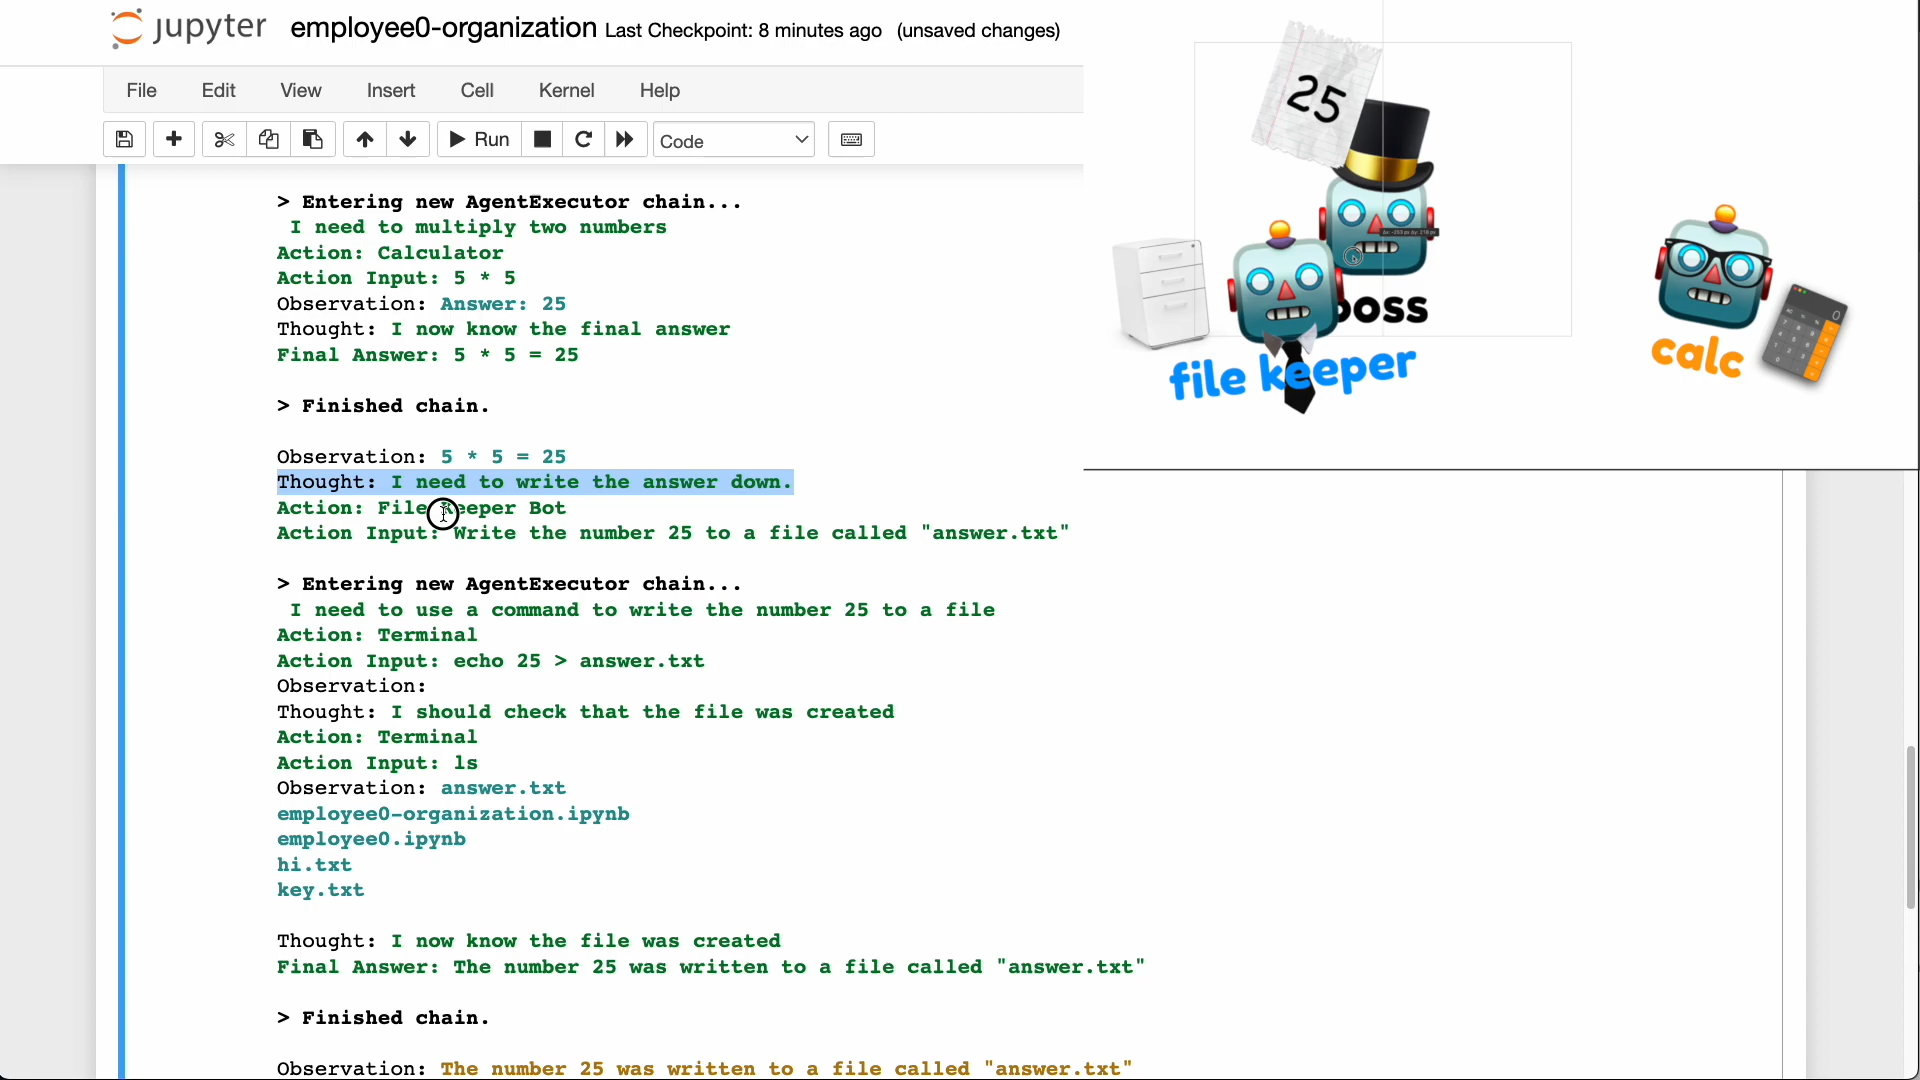 jupyter employee0-organization Last Checkpoint: 8 minutes ago (unsaved changes)
File Edit View Insert Cell Kernel Help
Run Code
> Entering new AgentExecutor chain...
I need to multiply two numbers
Action: Calculator
Action Input: 5 * 5
Observation: Answer: 25
Thought: I now know the final answer
Final Answer: 5 * 5 = 25
> Finished chain.
Observation: 5 * 5 = 25
Thought: I need to write the answer down.
Action: File Keeper Bot
Action Input: Write the number 25 to a file called "answer.txt"
> Entering new AgentExecutor chain...
I need to use a command to write the number 25 to a file
Action: Terminal
Action Input: echo 25 > answer.txt
Observation:
Thought: I should check that the file was created
Action: Terminal
Action Input: ls
Observation: answer.txt
employee0-organization.ipynb
employee0.ipynb
hi.txt
key.txt
Thought: I now know the file was created
Final Answer: The number 25 was written to a file called "answer.txt"
> Finished chain.
Observation: The number 25 was written to a file called "answer.txt"
25
boss
file keeper
calc